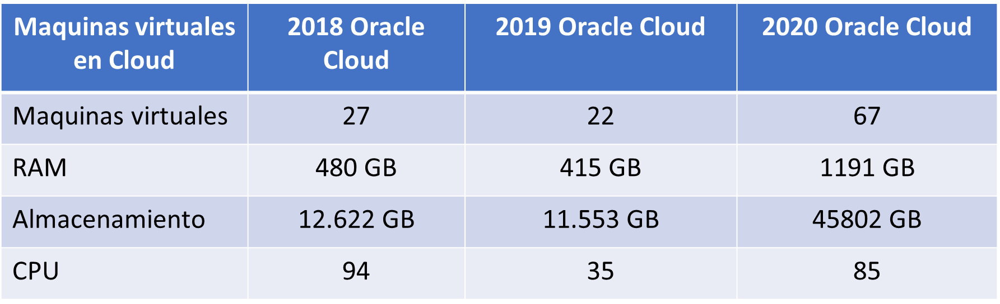 Maquinas virtuales en Cloud 2018 Oracle Cloud 2019 Oracle Cloud 2020 Oracle Cloud
Maquinas virtuales 27 22 67
RAM 480 GB 415 GB 1191 GB
Almacenamiento 12.622 GB 11.553 GB 45802 GB
CPU 94 35 85